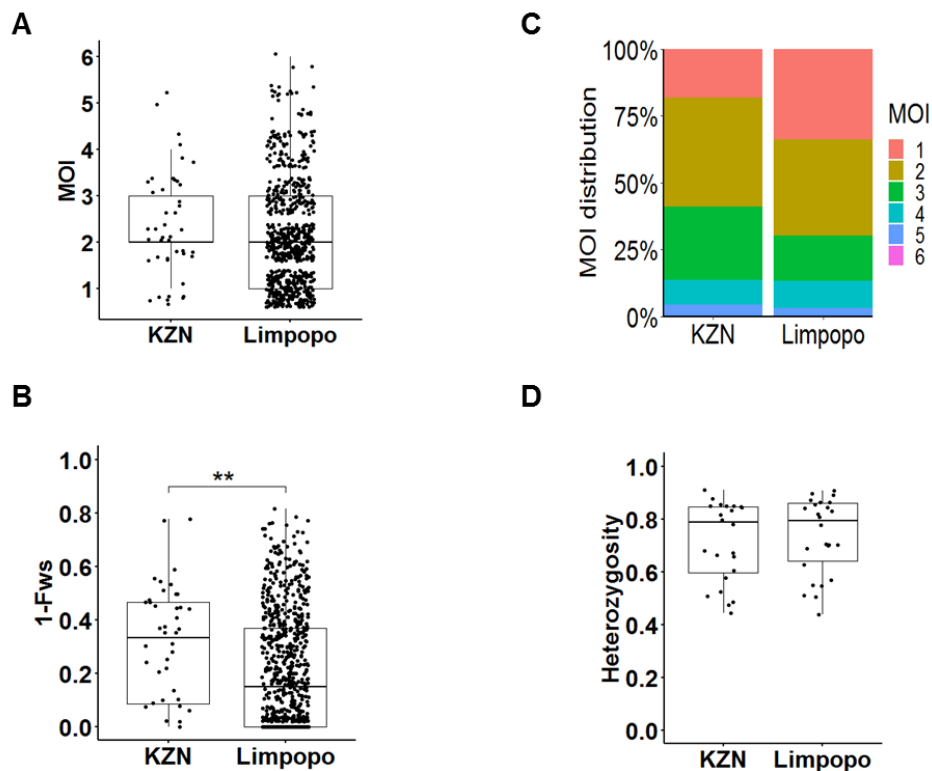 A
MOI
6
5
4
3
2
1
KZN Limpopo
C
MOI distribution
100%
75%
50%
25%
0%
KZN Limpopo
MOI
1
2
3
4
5
6
B
1-Fws
1.0
0.8
0.6
0.4
0.2
0.0
**
KZN Limpopo
D
Heterozygosity
1.0
0.8
0.6
0.4
0.2
0.0
KZN Limpopo